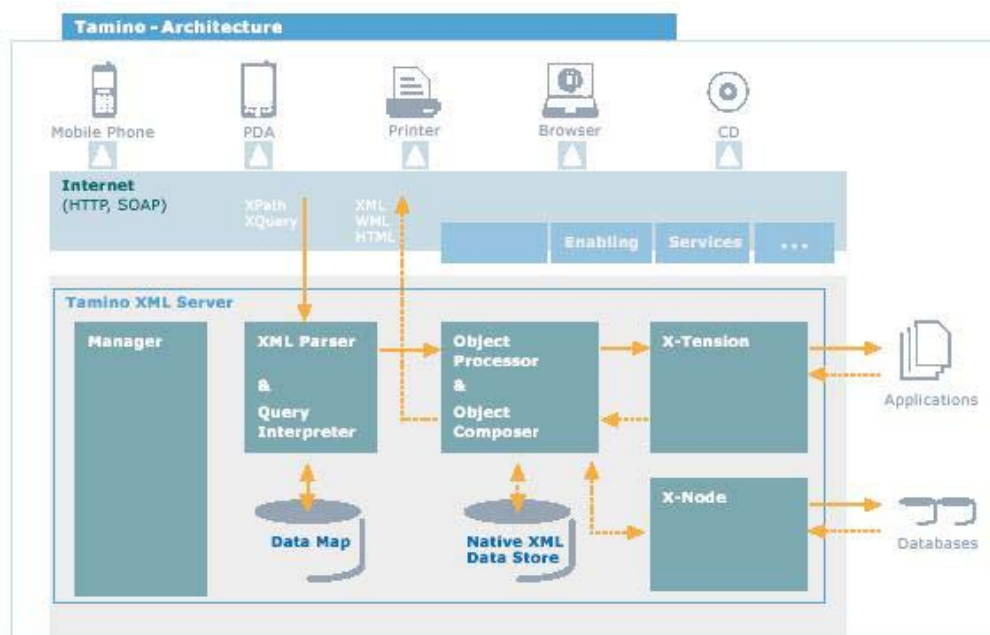 Tamino - Architecture
Mobile Phone
PDA
Printer
Browser
CD
Internet
(HTTP, SOAP)
XPath
XQuery
XML
WML
HTML
Enabling
Services
...
Tamino XML Server
Manager
XML Parser
&
Query
Interpreter
Object
Processor
&
Object
Composer
X-Tension
Applications
X-Node
Databases
Data Map
Native XML
Data Store